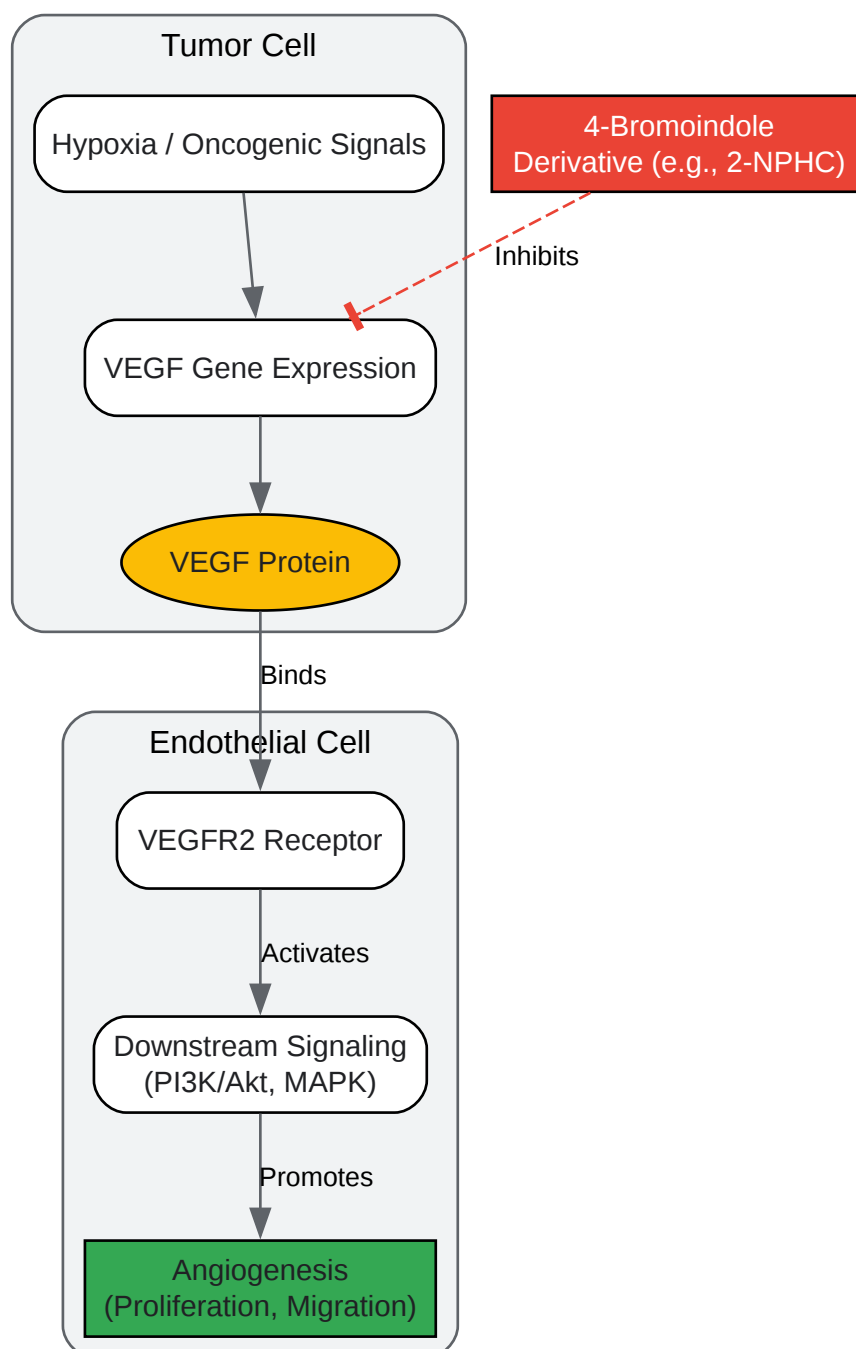 Tumor Cell
Hypoxia / Oncogenic Signals
4-Bromoindole
Derivative (e.g., 2-NPHC)
Inhibits
VEGF Gene Expression
VEGF Protein
Binds
Endothelial Cell
VEGFR2 Receptor
Activates
Downstream Signaling
(PI3K/Akt, MAPK)
Promotes
Angiogenesis
(Proliferation, Migration)